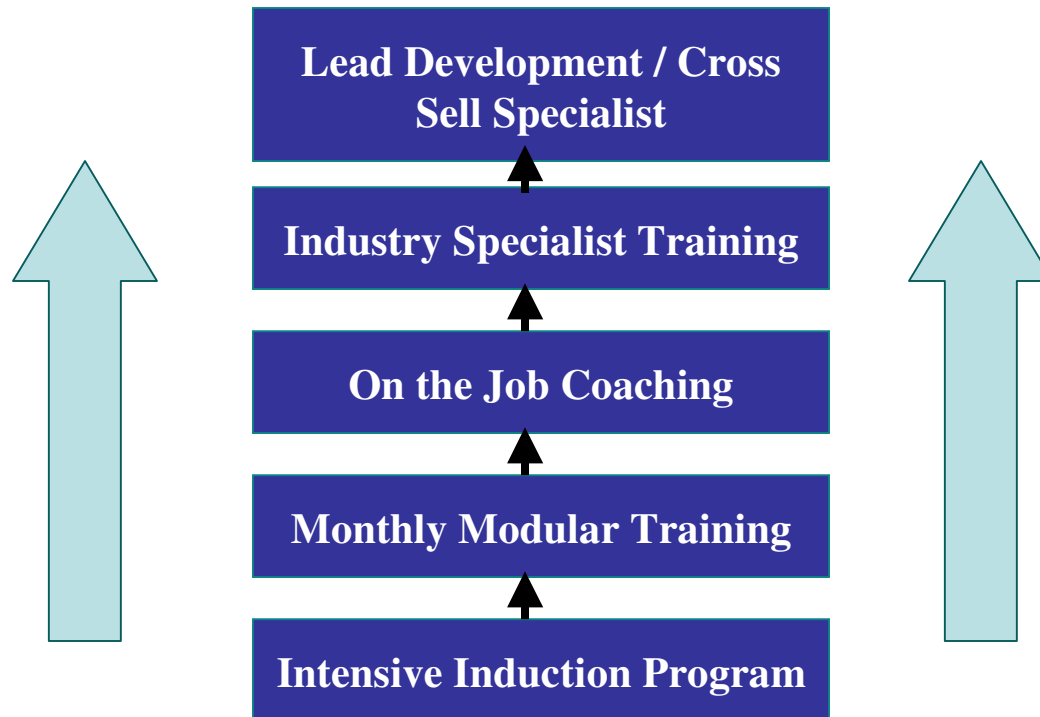 Lead Development / Cross
Sell Specialist
Industry Specialist Training
On the Job Coaching
Monthly Modular Training
Intensive Induction Program